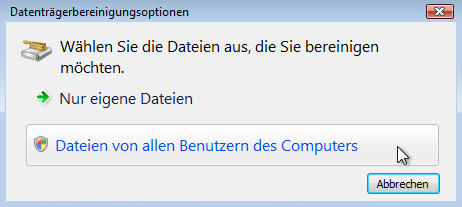 Datenträgerbereinigungsoptionen
Wählen Sie die Dateien aus, die Sie bereinigen
möchten.
Nur eigene Dateien
Dateien von allen Benutzern des Computers
Abbrechen